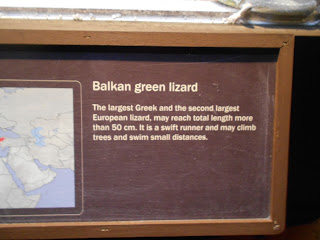 Balkan green lizard
The largest Greek and the second largest
European lizard, may reach total length more
than 50 cm. It is a swift runner and may climb
trees and swim small distances.